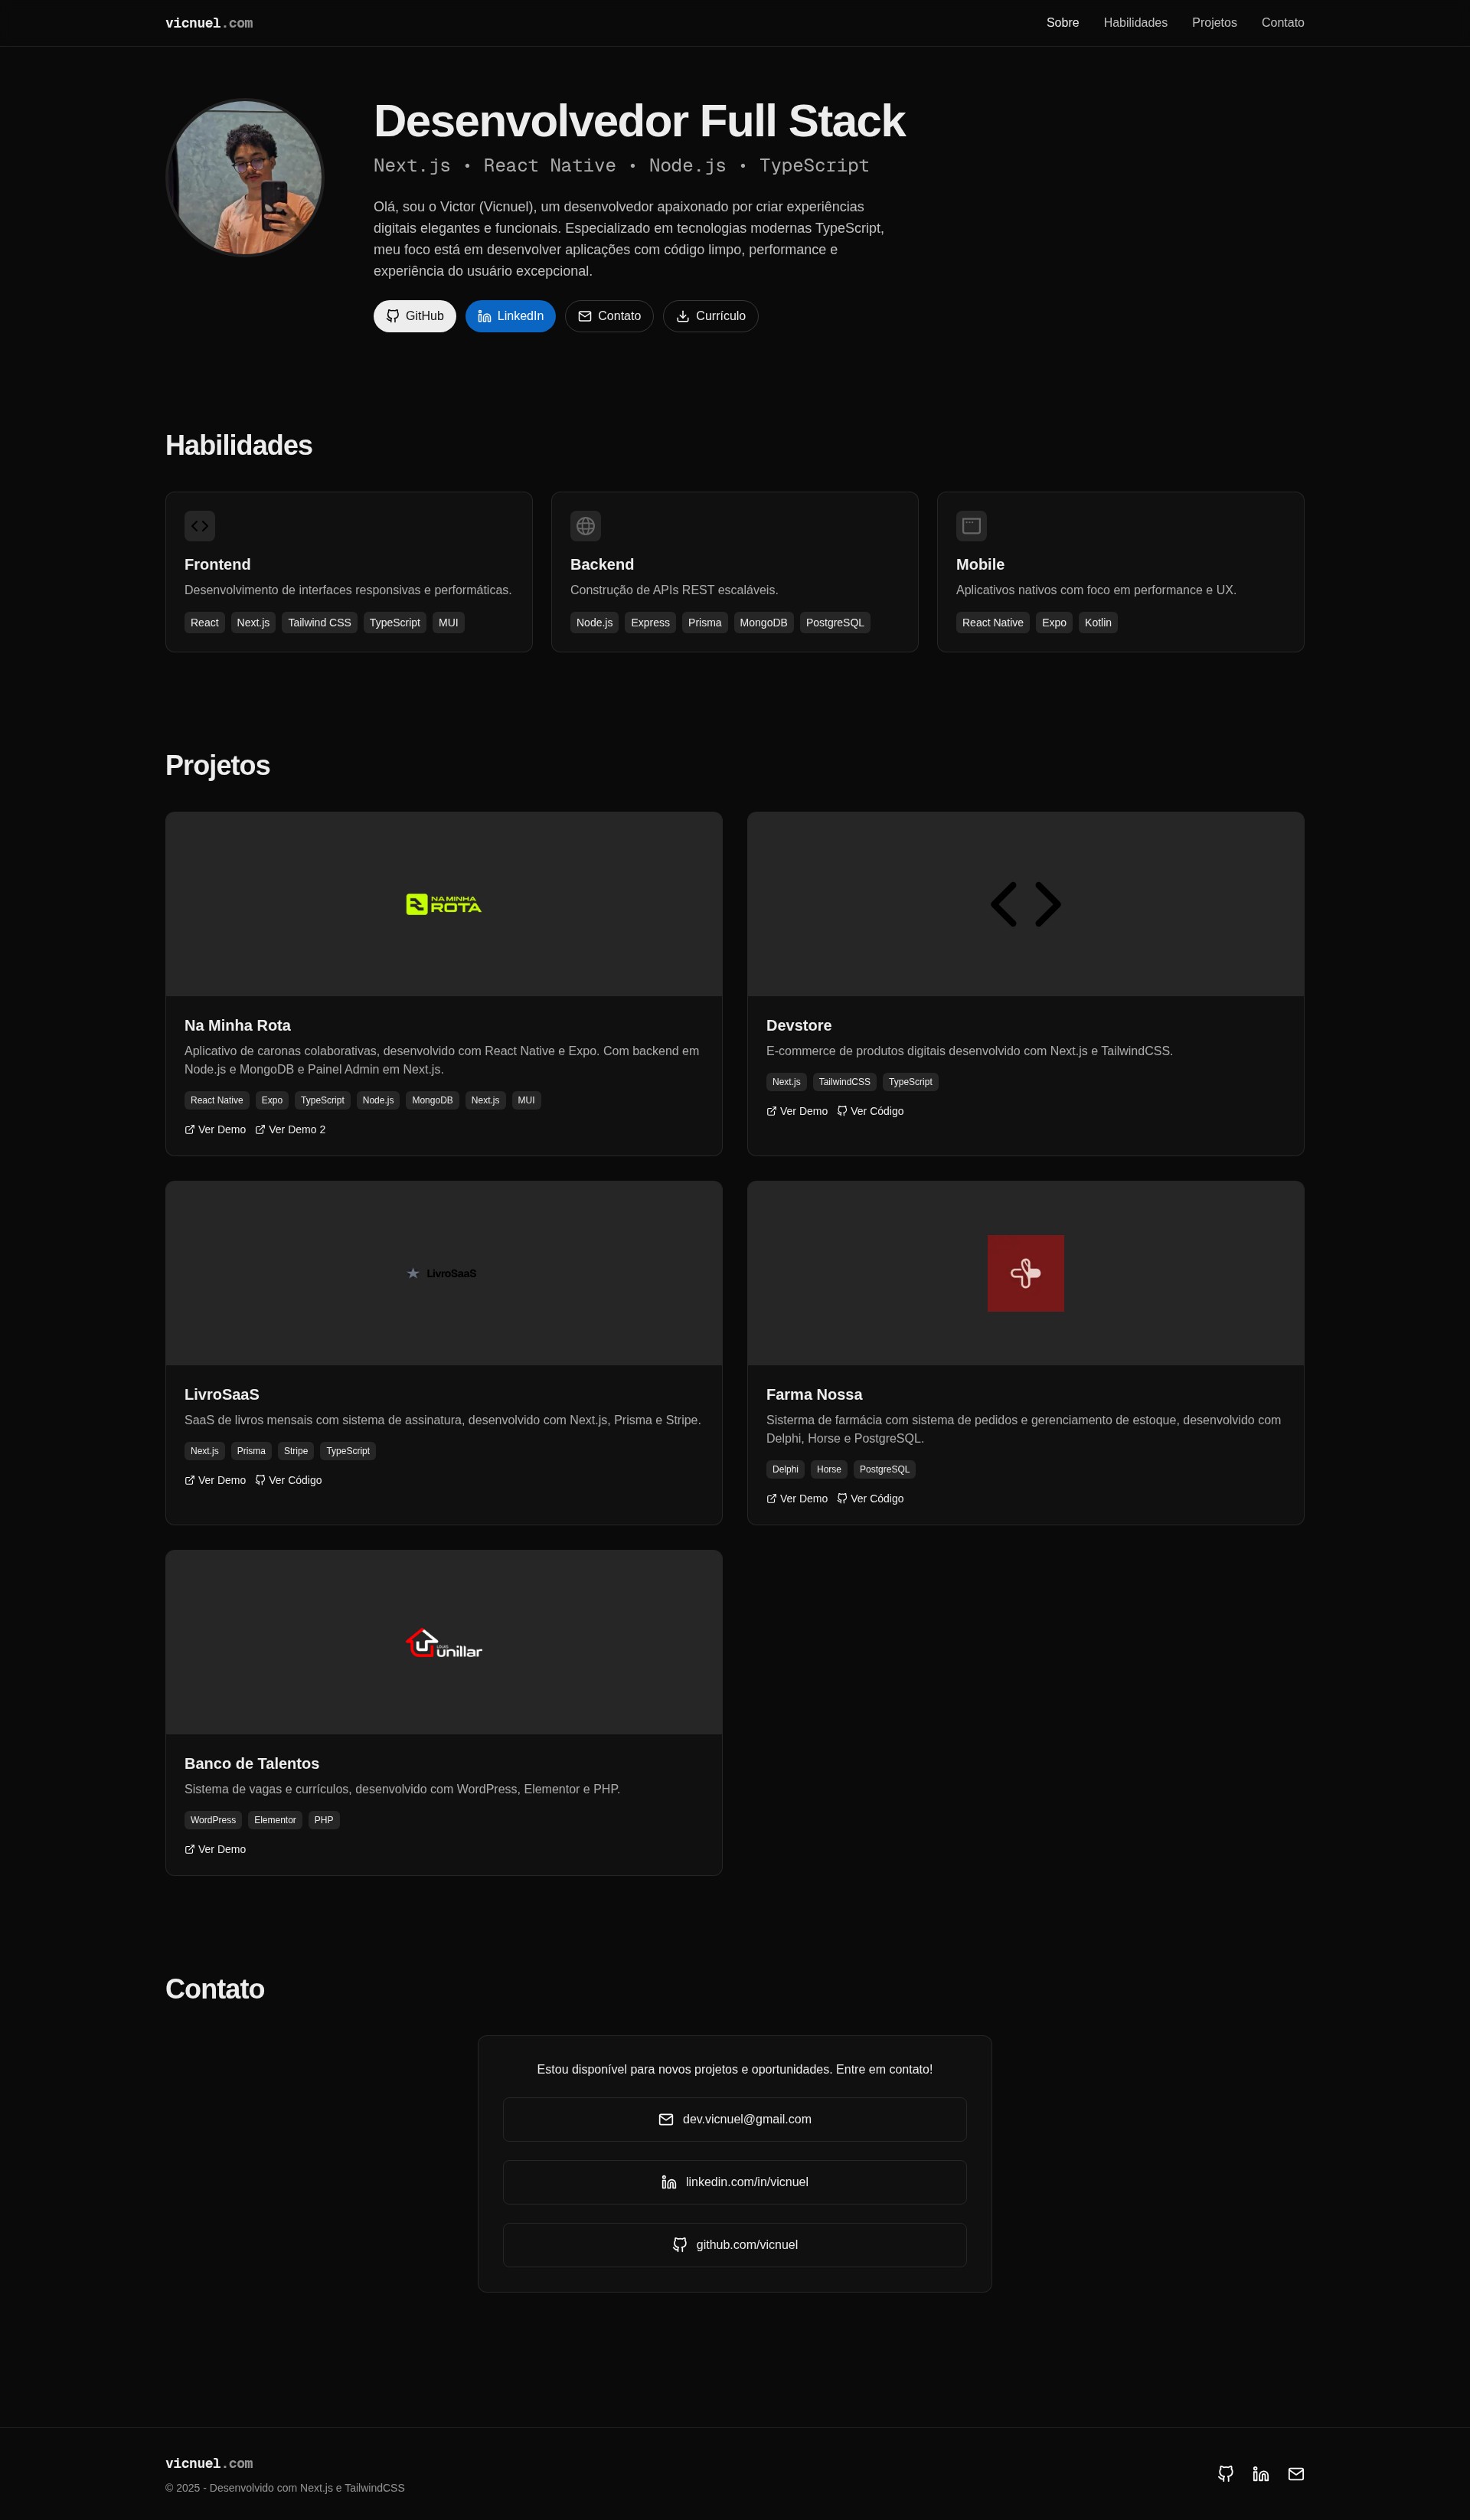 vicnuel.com
Sobre
Habilidades
Projetos
Contato
Desenvolvedor Full Stack
Next.js • React Native • Node.js • TypeScript
Olá, sou o Victor (Vicnuel), um desenvolvedor apaixonado por criar experiências
digitais elegantes e funcionais. Especializado em tecnologias modernas TypeScript,
meu foco está em desenvolver aplicações com código limpo, performance e
experiência do usuário excepcional.
GitHub
LinkedIn
Contato
Currículo
Habilidades
Frontend
Desenvolvimento de interfaces responsivas e performáticas.
React Next.js Tailwind CSS TypeScript MUI
Backend
Construção de APIs REST escaláveis.
Node.js Express Prisma MongoDB PostgreSQL
Mobile
Aplicativos nativos com foco em performance e UX.
React Native Expo Kotlin
Projetos
NA MINHA
ROTA
Na Minha Rota
Aplicativo de caronas colaborativas, desenvolvido com React Native e Expo. Com backend em
Node.js e MongoDB e Painel Admin em Next.js.
React Native Expo TypeScript Node.js MongoDB Next.js MUI
Ver Demo Ver Demo 2
Devstore
E-commerce de produtos digitais desenvolvido com Next.js e TailwindCSS.
Next.js TailwindCSS TypeScript
Ver Demo Ver Código
LivroSaaS
LivroSaaS
SaaS de livros mensais com sistema de assinatura, desenvolvido com Next.js, Prisma e Stripe.
Next.js Prisma Stripe TypeScript
Ver Demo Ver Código
Farma Nossa
Sisterma de farmácia com sistema de pedidos e gerenciamento de estoque, desenvolvido com
Delphi, Horse e PostgreSQL.
Delphi Horse PostgreSQL
Ver Demo Ver Código
unillar
Banco de Talentos
Sistema de vagas e currículos, desenvolvido com WordPress, Elementor e PHP.
WordPress Elementor PHP
Ver Demo
Contato
Estou disponível para novos projetos e oportunidades. Entre em contato!
dev.vicnuel@gmail.com
linkedin.com/in/vicnuel
github.com/vicnuel
vicnuel.com
© 2025 - Desenvolvido com Next.js e TailwindCSS